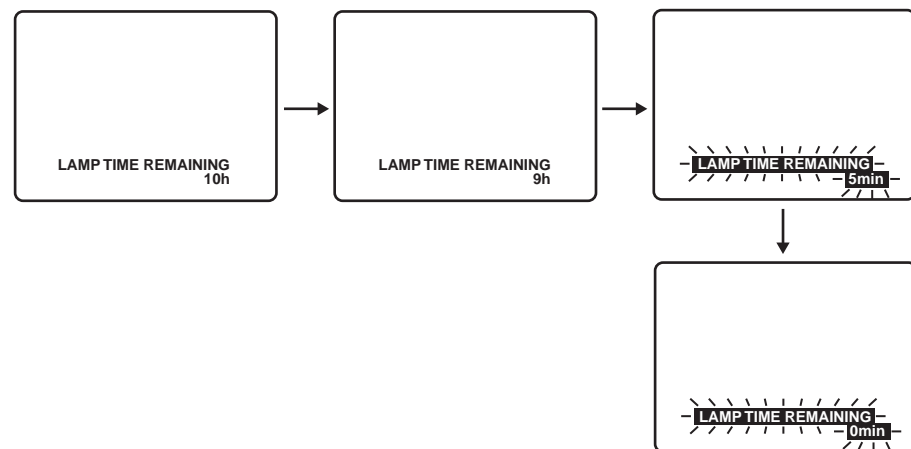 LAMP TIME REMAINING
10h
LAMP TIME REMAINING
9h
LAMP TIME REMAINING
5min
LAMP TIME REMAINING
0min